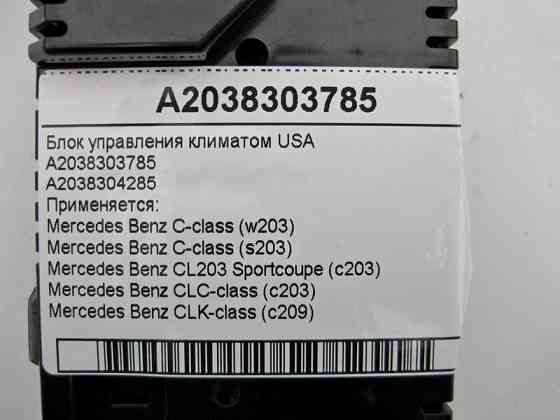 A2038303785
Блок управления климатом USA
A2038303785
A2038304285
Применяется:
Mercedes Benz C-class (w203)
Mercedes Benz C-class (s203)
Mercedes Benz CL203 Sportcoupe (c203)
Mercedes Benz CLC-class (c203)
Mercedes Benz CLK-class (c209)